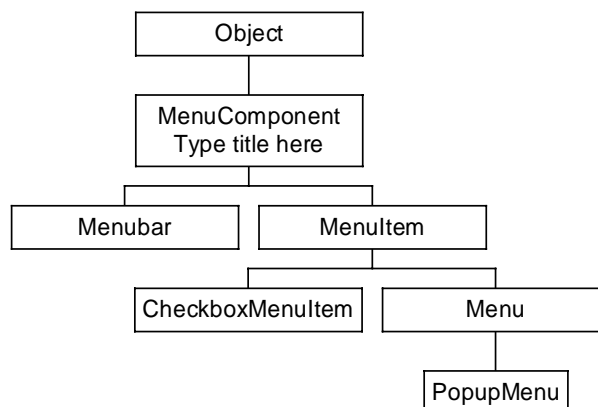 Object
MenuComponent
Type title here
Menubar
MenuItem
CheckboxMenuItem
Menu
PopupMenu